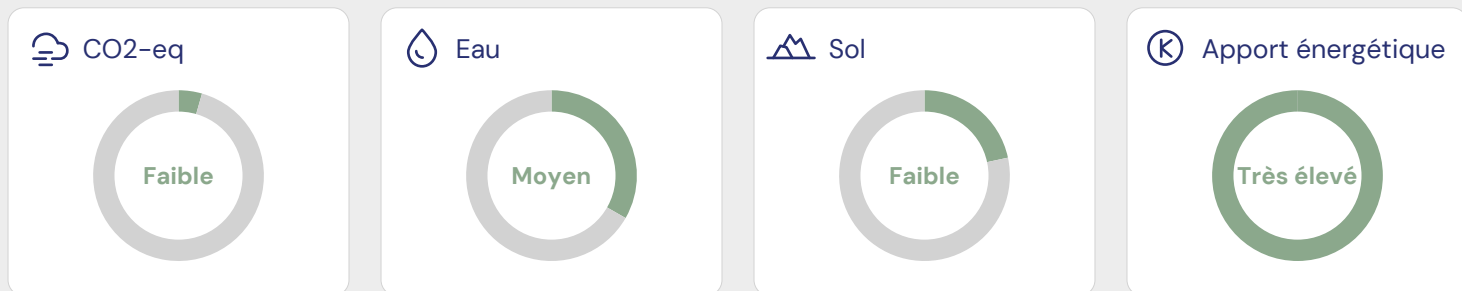 CO2-eq
Faible
Eau
Moyen
Sol
Faible
K Apport énergétique
Très élevé